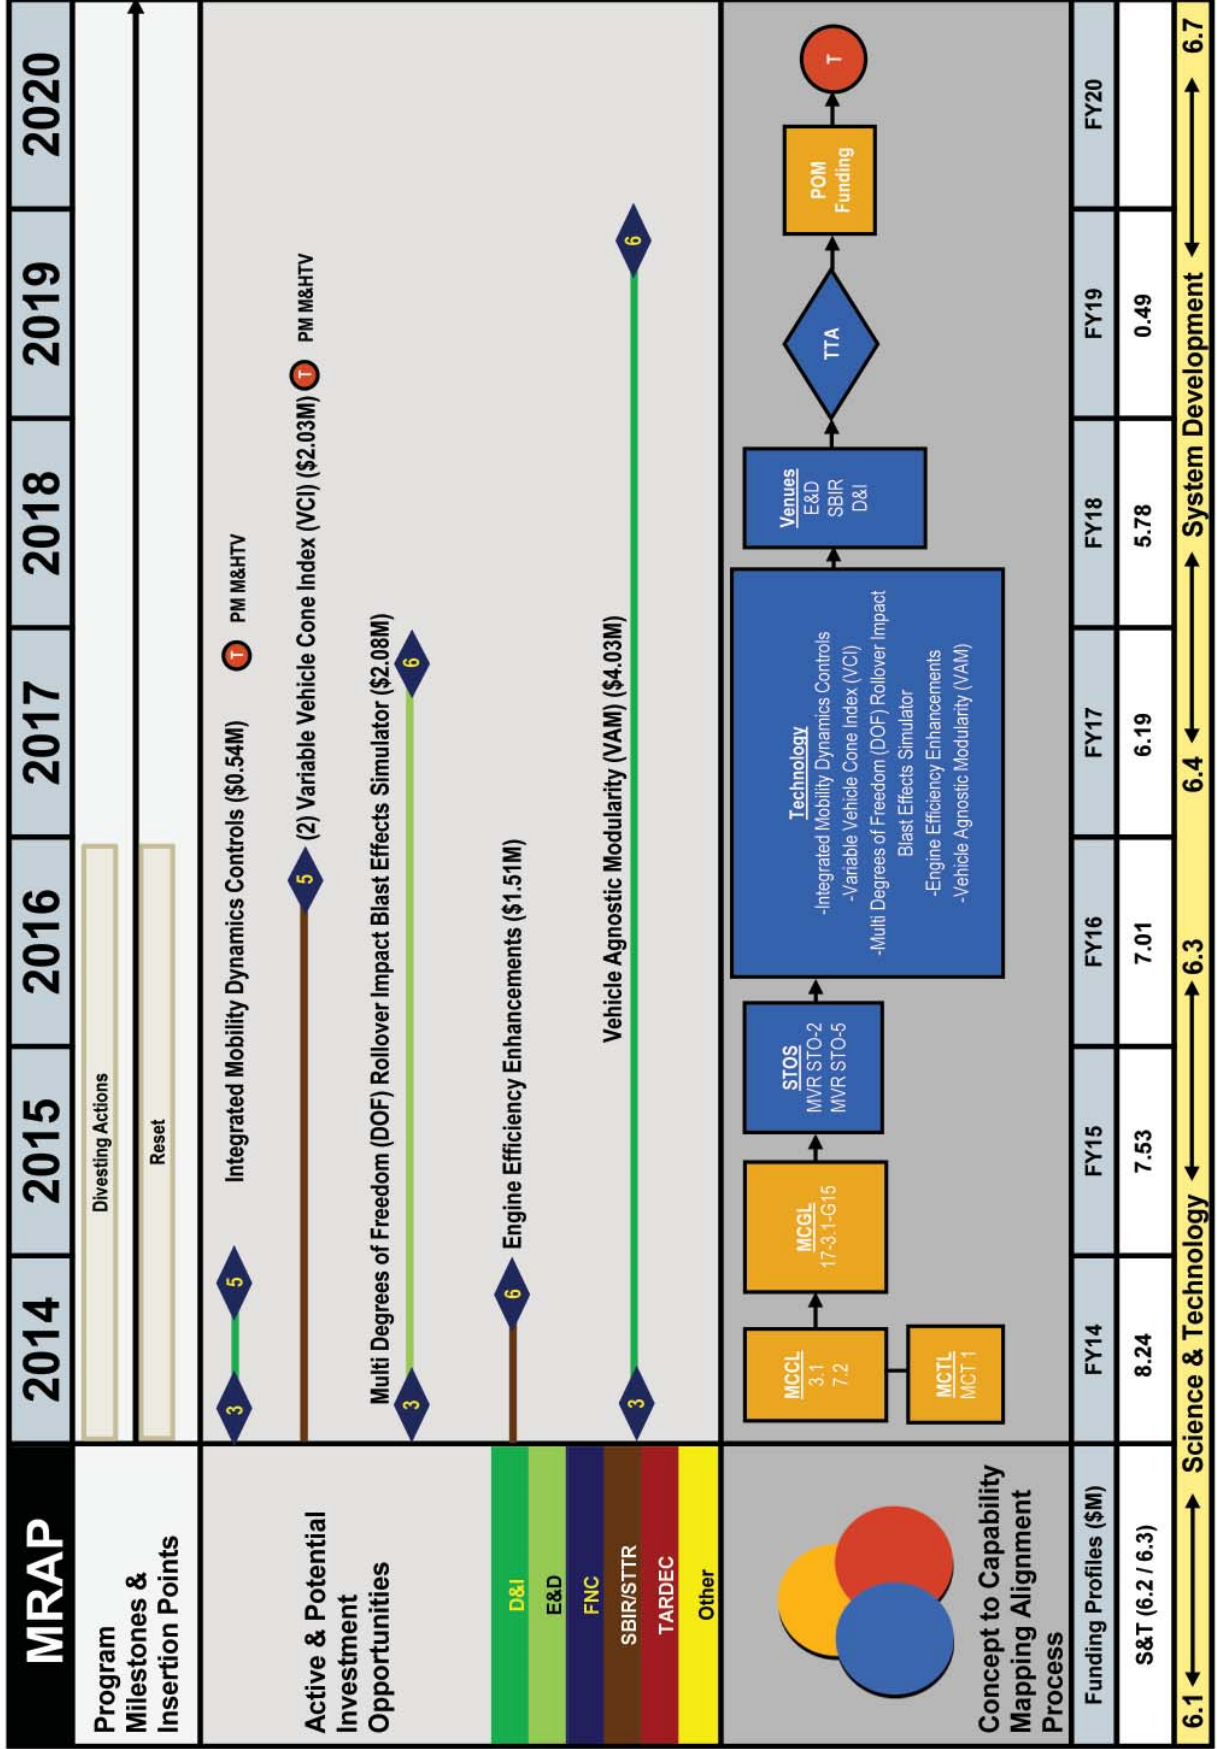 MRAP
2014
2015
2016
2017
2018
2019
2020
Program
Milestones &
Insertion Points
Divesting Actions
Reset
Active & Potential
Investment
Opportunities
D&I
E&D
FNC
SBIR/STTR
TARDEC
Other
3
5
Integrated Mobility Dynamics Controls ($0.54M)
T
PM M&HTV
5
(2) Variable Vehicle Cone Index (VCI) ($2.03M)
T
PM M&HTV
Multi Degrees of Freedom (DOF) Rollover Impact Blast Effects Simulator ($2.08M)
3
6
6
Engine Efficiency Enhancements ($1.51M)
Vehicle Agnostic Modularity (VAM) ($4.03M)
3
6
Concept to Capability
Mapping Alignment
Process
MCCL
3.1
7.2
MCTL
MCT 1
MCGL
17-3.1-G15
STOS
MVR STO-2
MVR STO-5
Technology
-Integrated Mobility Dynamics Controls
-Variable Vehicle Cone Index (VCI)
-Multi Degrees of Freedom (DOF) Rollover Impact
Blast Effects Simulator
-Engine Efficiency Enhancements
-Vehicle Agnostic Modularity (VAM)
Venues
E&D
SBIR
D&I
TTA
POM
Funding
T
Funding Profiles ($M)
FY14
FY15
FY16
FY17
FY18
FY19
FY20
S&T (6.2 / 6.3)
8.24
7.53
7.01
6.19
5.78
0.49
6.1
Science & Technology
6.3
6.4
System Development
6.7